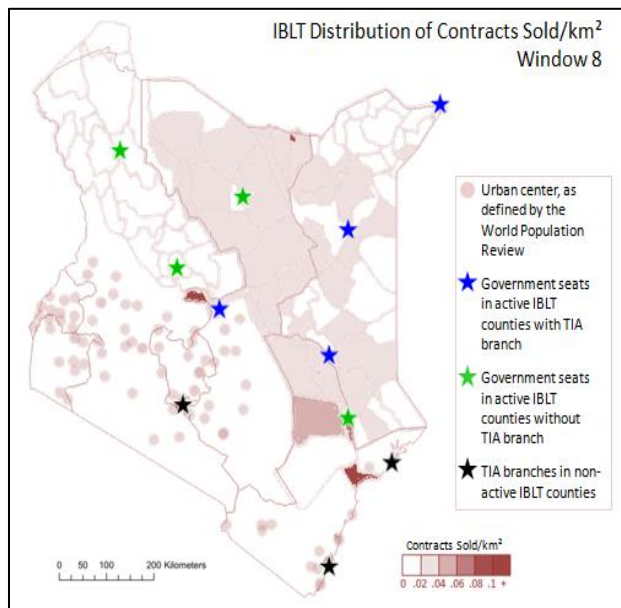 IBLT Distribution of Contracts Sold/km²
Window 8
Urban center, as
defined by the
World Population
Review
Government seats
in active IBLT
counties with TIA
branch
Government seats
in active IBLT
counties without
TIA branch
TIA branches in non-
active IBLT counties
Contracts Sold/km²
0 .02 .04 .06 .08 .1 +
0 50 100 200 Kilometers